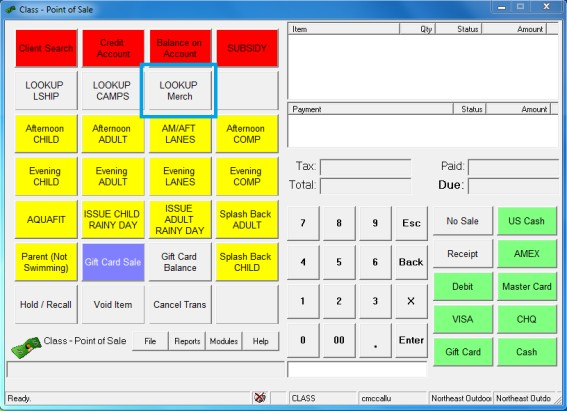 Class - Point of Sale
Client Search
Credit
Account
Balance on
Account
SUBSIDY
LOOKUP
LSHIP
LOOKUP
CAMPS
LOOKUP
Merch
Afternoon
CHILD
Afternoon
ADULT
AM/AFT
LANES
Afternoon
COMP
Evening
CHILD
Evening
ADULT
Evening
LANES
Evening
COMP
AQUAFIT
ISSUE CHILD
RAINY DAY
ISSUE
ADULT
RAINY DAY
Splash Back
ADULT
Parent (Not
Swimming)
Gift Card Sale
Gift Card
Balance
Splash Back
CHILD
Hold / Recall
Void Item
Cancel Trans
Class - Point of Sale
File
Reports
Modules
Help
Item Qty Status Amount
Payment Status Amount
Tax: Paid:
Total: Due:
7 8 9 Esc
4 5 6 Back
1 2 3 X
0 00 . Enter
No Sale
US Cash
Receipt
AMEX
Debit
Master Card
VISA
CHQ
Gift Card
Cash
Ready. CLASS cmccallu Northeast Outdoor Northeast Outdo